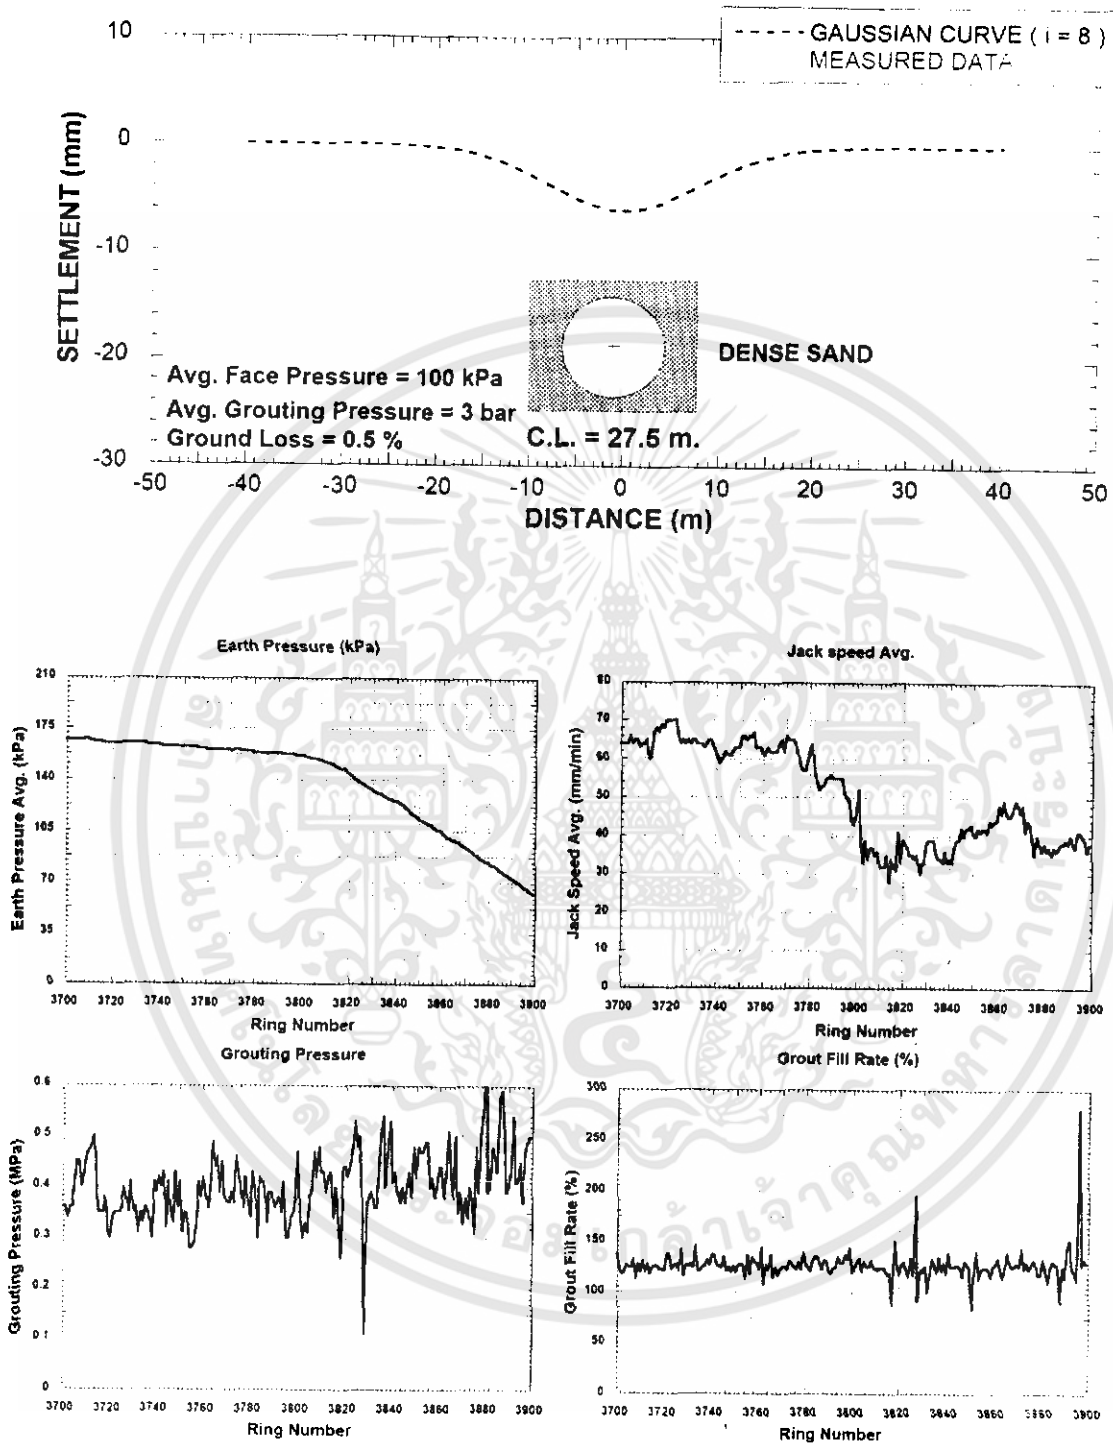 GAUSSIAN CURVE ( i = 8 )
MEASURED DATA
SETTLEMENT (mm)
10
0
-10
-20
-30
Avg. Face Pressure = 100 kPa
Avg. Grouting Pressure = 3 bar
Ground Loss = 0.5 %
DENSE SAND
C.L. = 27.5 m.
-50 -40 -30 -20 -10 0 10 20 30 40 50
DISTANCE (m)
Earth Pressure (kPa)
Earth Pressure Avg. (kPa)
210
175
140
105
70
35
0
3700 3720 3740 3760 3780 3800 3820 3840 3860 3880 3900
Ring Number
Jack speed Avg.
Jack Speed Avg. (mm/min)
80
70
60
50
40
30
20
10
0
3700 3720 3740 3760 3780 3800 3820 3840 3860 3880 3900
Ring Number
Grouting Pressure
Grouting Pressure (MPa)
0.6
0.5
0.4
0.3
0.2
0.1
0
3700 3720 3740 3760 3780 3800 3820 3840 3860 3880 3900
Ring Number
Grout Fill Rate (%)
Grout Fill Rate (%)
300
250
200
150
100
50
0
3700 3720 3740 3760 3780 3800 3820 3840 3860 3880 3900
Ring Number